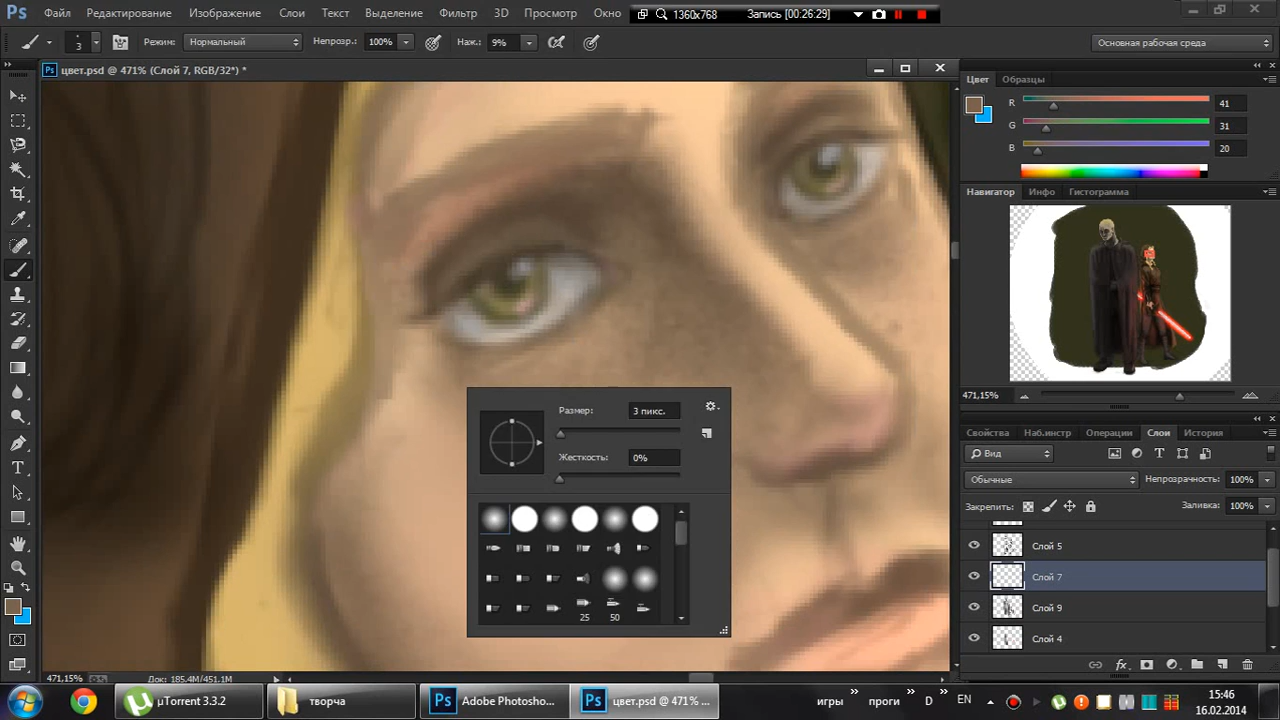 Ps Файл Редактирование Изображение Слои Текст Выделение Фильтр 3D Просмотр Окно 1360x768 Запись [00:26:29]
3 Режим: Нормальный Непрозр.: 100% Наж.: 9% Основная рабочая среда
Ps цвет.psd @ 471% (Слой 7, RGB/32*) *
Цвет Образцы
R 41
G 31
B 20
Навигатор Инфо Гистограмма
471,15%
Размер: 3 пикс.
Жесткость: 0%
25 50
Свойства Наб.инстр Операции Слои История
Вид
Обычные Непрозрачность: 100%
Закрепить: Заливка: 100%
Слой 5
Слой 7
Слой 9
Слой 4
fx
471,15% Док: 185.4M/451.1M
µTorrent 3.3.2 творча Ps Adobe Photosho... Ps цвет.psd @ 471% ... игры » проги » D » EN 15:46
16.02.2014